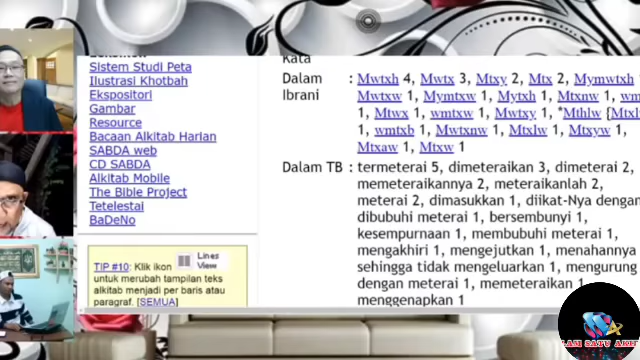 Sistem Studi Peta
Ilustrasi Khotbah
Ekspositori
Gambar
Resource
Bacaan Alkitab Harian
SABDA web
CD SABDA
Alkitab Mobile
The Bible Project
Tetelestai
BaDeNo
TIP #10: Klik ikon Lines View
untuk merubah tampilan teks
alkitab menjadi per baris atau
paragraf. [SEMUA]
Kata
Dalam Ibrani : Mwtxh 4, Mwtx 3, Mtxy 2, Mtx 2, Mymwtxh
Mwtxw 1, Mymtxw 1, Mytxh 1, Mtxnw 1,
1, Mwtx 1, wmtxw 1, Mwtxy 1, *Mthlw {Mtxl
1, wmtxb 1, Mwtxnw 1, Mtxlw 1, Mtxyw 1,
Mtxaw 1, Mtxw 1
Dalam TB : termeterai 5, dimeteraikan 3, dimeterai 2,
memeteraikannya 2, meteraikanlah 2,
meterai 2, dimasukkan 1, diikat-Nya dengan
dibubuhi meterai 1, bersembunyi 1,
kesempurnaan 1, membubuhi meterai 1,
mengakhiri 1, mengejutkan 1, menahannya
sehingga tidak mengeluarkan 1, mengurung
dengan meterai 1, memeteraikan 1,
menggenapkan 1